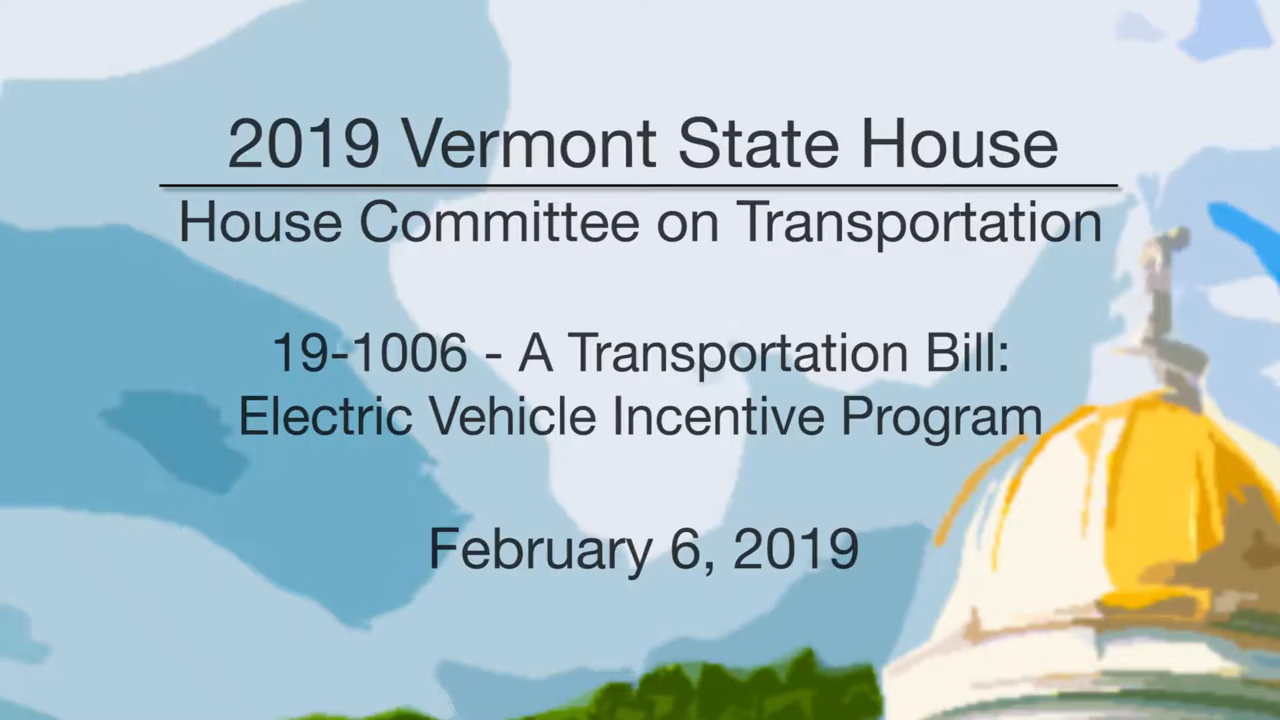 2019 Vermont State House
House Committee on Transportation
19-1006 - A Transportation Bill:
Electric Vehicle Incentive Program
February 6, 2019